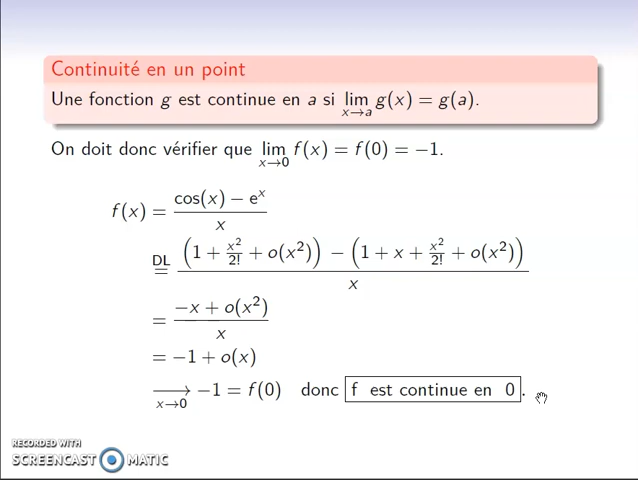 Continuité en un point
Une fonction g est continue en a si lim x→a g(x) = g(a).
On doit donc vérifier que lim x→0 f(x) = f(0) = −1.
f(x) = (cos(x) − e^x) / x
DL = ((1 + x²/2! + o(x²)) − (1 + x + x²/2! + o(x²))) / x
= (−x + o(x²)) / x
= −1 + o(x)
⟶ x→0 −1 = f(0) donc f est continue en 0.
RECORDED WITH
SCREENCAST MATIC